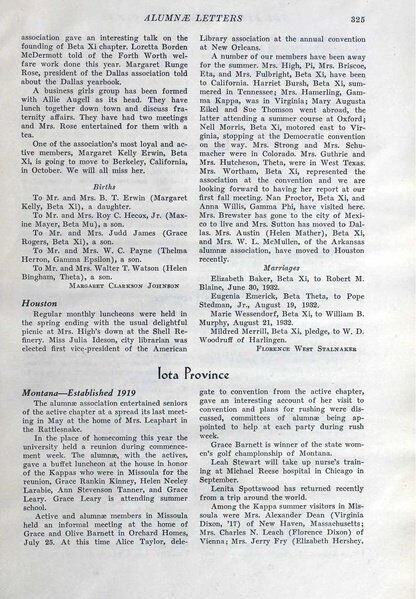 ALUMNÆ LETTERS
325
association gave an interesting talk on the
founding of Beta Xi chapter. Loretta Borden
McDermott told of the Forth Worth wel-
fare work done this year. Margaret Runge
Rose, president of the Dallas association told
about the Dallas yearbook.
A business girls group has been formed
with Allie Augell as its head. They have
lunch together down town and discuss fra-
ternity affairs. They have had two meetings
and Mrs. Rose entertained for them with a
tea.
One of the association's most loyal and ac-
tive members, Margaret Kelly Erwin, Beta
Xi, is going to move to Berkeley, California,
in October. We will all miss her.
Births
To Mr. and Mrs. B. T. Erwin (Margaret
Kelly, Beta Xi), a daughter.
To Mr. and Mrs. Roy C. Hecox, Jr. (Max-
ine Mayer, Beta Mu), a son.
To Mr. and Mrs. Judd James (Grace
Rogers, Beta Xi), a son.
To Mr. and Mrs. W. C. Payne (Thelma
Herron, Gamma Epsilon), a son.
To Mr. and Mrs. Walter T. Watson (Helen
Bingham, Theta), a son.
MARGARET CLARKSON JOHNSON
Houston
Regular monthly luncheons were held in
the spring ending with the usual delightful
picnic at Mrs. High's down at the Shell Re-
finery. Miss Julia Ideson, city librarian was
elected first vice-president of the American
Library association at the annual convention
at New Orleans.
A number of our members have been away
for the summer. Mrs. High, Pi, Mrs. Briscoe,
Eta, and Mrs. Fulbright, Beta Xi, have been
to California. Harriet Bursh, Beta Xi, sum-
mered in Tennessee; Mrs. Hamerling, Gam-
ma Kappa, was in Virginia; Mary Augusta
Eikel and Sue Thomson went abroad, the
latter attending a summer course at Oxford;
Nell Morris, Beta Xi, motored east to Vir-
ginia, stopping at the Democratic convention
on the way. Mrs. Strong and Mrs. Schu-
macher were in Colorado. Mrs. Guthrie and
Mrs. Hutcheson, Theta, were in West Texas.
Mrs. Wortham, Beta Xi, represented the
association at the convention and we are
looking forward to having her report at our
first fall meeting. Nan Proctor, Beta Xi, and
Anna Willis, Gamma Phi, have visited here.
Mrs. Brewster has gone to the city of Mexi-
co to live and Mrs. Sutton has moved to Dal-
las. Mrs. Austin (Helen Mather), Beta Xi,
and Mrs. W. L. McMullen, of the Arkansas
alumnæ association, have moved to Houston
recently.
Marriages
Elizabeth Baker, Beta Xi, to Robert M.
Blaine, June 30, 1932.
Eugenia Emerick, Beta Theta, to Pope
Stedman, Jr., August 19, 1932.
Marie Wessendorf, Beta Xi, to William B.
Murphy, August 21, 1932.
Mildred Merrill, Beta Xi, pledge, to W. D.
Woodruff of Harlingen.
FLORENCE WEST STALNAKER
Iota Province
Montana—Established 1919
The alumnæ association entertained seniors
of the active chapter at a spread its last meet-
ing in May at the home of Mrs. Leaphart in
the Rattlesnake.
In the place of homecoming this year the
university held a reunion during commence-
ment week. The alumnæ, with the actives,
gave a buffet luncheon at the house in honor
of the Kappas who were in Missoula for the
reunion, Grace Rankin Kinney, Helen Neeley
Larabie, Ann Stevenson Tanner, and Grace
Leary. Grace Leary is attending summer
school.
Active and alumnæ members in Missoula
held an informal meeting at the home of
Grace and Olive Barnett in Orchard Homes,
July 25. At this time Alice Taylor, dele-
gate to convention from the active chapter,
gave an interesting account of her visit to
convention and plans for rushing were dis-
cussed, committees of alumnæ being ap-
pointed to help at each party during rush
week.
Grace Barnett is winner of the state wom-
en's golf championship of Montana.
Leah Stewart will take up nurse's train-
ing at Michael Reese hospital in Chicago in
September.
Lenita Spottswood has returned recently
from a trip around the world.
Among the Kappa summer visitors in Mis-
soula were Mrs. Alexander Dean (Virginia
Dixon, '17) of New Haven, Massachusetts;
Mrs. Charles N. Leach (Florence Dixon) of
Vienna; Mrs. Jerry Fry (Elizabeth Hershey,